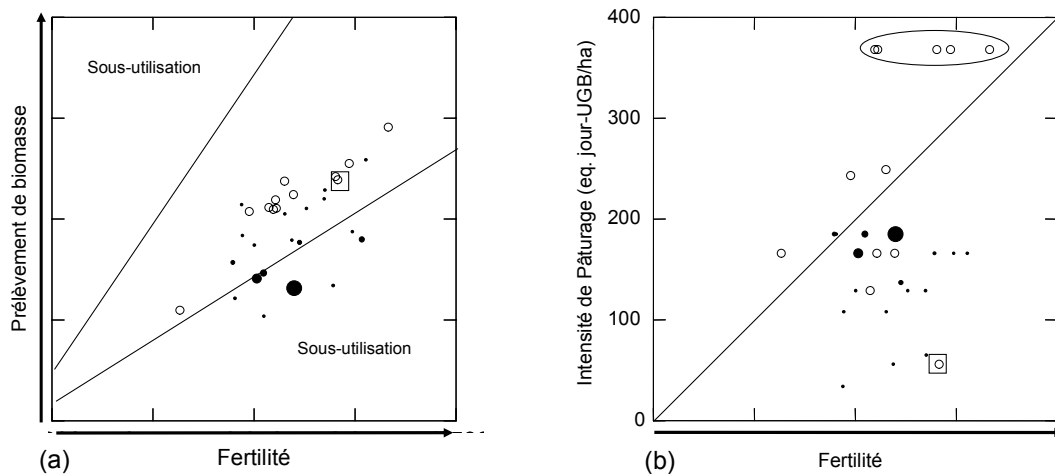 Prélèvement de biomasse
Sous-utilisation
Sous-utilisation
(a)
Fertilité
Intensité de Pâturage (eq. jour-UGB/ha)
400
300
200
100
0
(b)
Fertilité